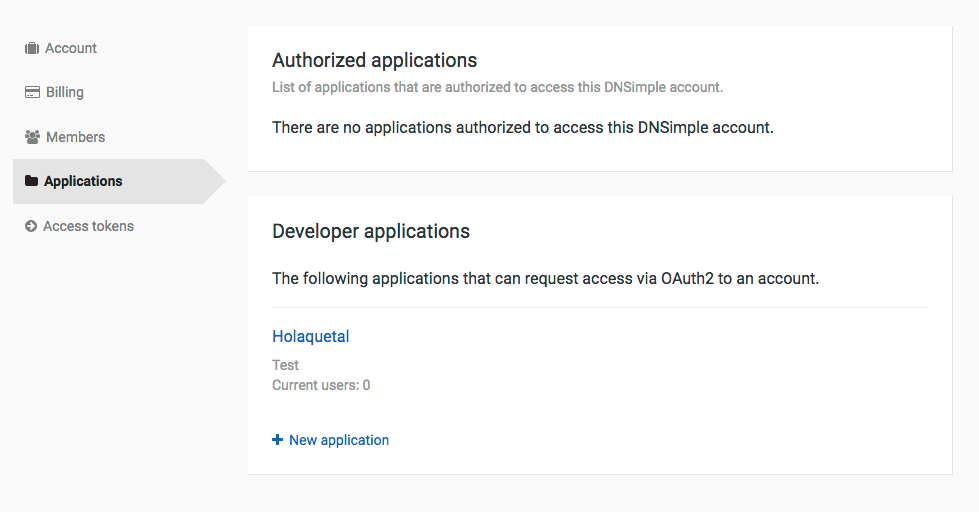 Account
Billing
Members
Applications
Access tokens
Authorized applications
List of applications that are authorized to access this DNSimple account.
There are no applications authorized to access this DNSimple account.
Developer applications
The following applications that can request access via OAuth2 to an account.
Holaquetal
Test
Current users: 0
New application